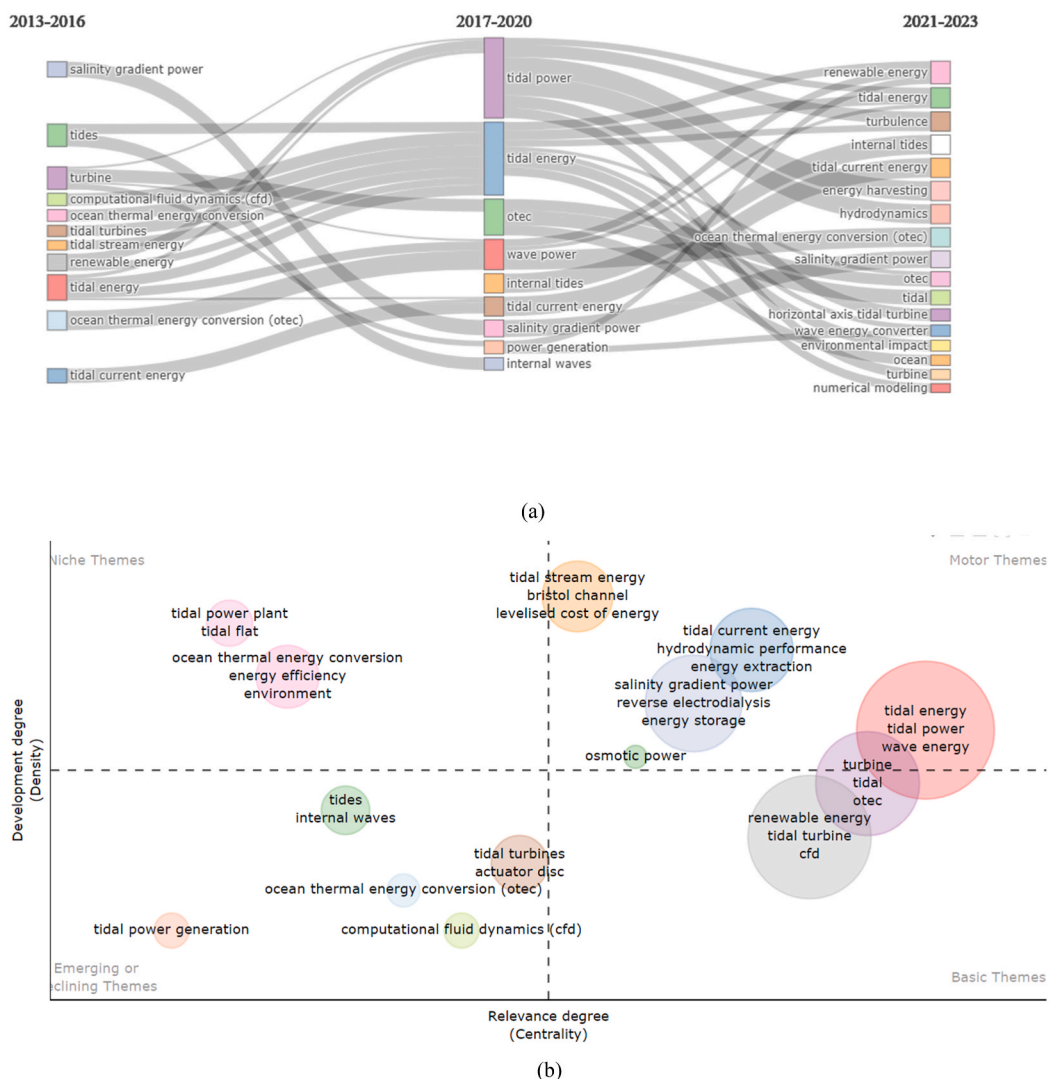 2013-2016
2017-2020
2021-2023
salinity gradient power
tides
turbine
computational fluid dynamics (cfd)
ocean thermal energy conversion
tidal turbines
tidal stream energy
renewable energy
tidal energy
ocean thermal energy conversion (otec)
tidal current energy
tidal power
tidal energy
otec
wave power
internal tides
tidal current energy
salinity gradient power
power generation
internal waves
renewable energy
tidal energy
turbulence
internal tides
tidal current energy
energy harvesting
hydrodynamics
ocean thermal energy conversion (otec)
salinity gradient power
otec
tidal
horizontal axis tidal turbine
wave energy converter
environmental impact
ocean
turbine
numerical modeling
(a)
Niche Themes
Motor Themes
tidal stream energy
bristol channel
levelised cost of energy
tidal power plant
tidal flat
ocean thermal energy conversion
energy efficiency
environment
tidal current energy
hydrodynamic performance
energy extraction
salinity gradient power
reverse electrodialysis
energy storage
osmotic power
tidal energy
tidal power
wave energy
turbine
tidal
otec
renewable energy
tidal turbine
cfd
tides
internal waves
tidal turbines
actuator disc
ocean thermal energy conversion (otec)
tidal power generation
computational fluid dynamics (cfd)
Emerging or
clining Themes
Basic Themes
Development degree
(Density)
Relevance degree
(Centrality)
(b)